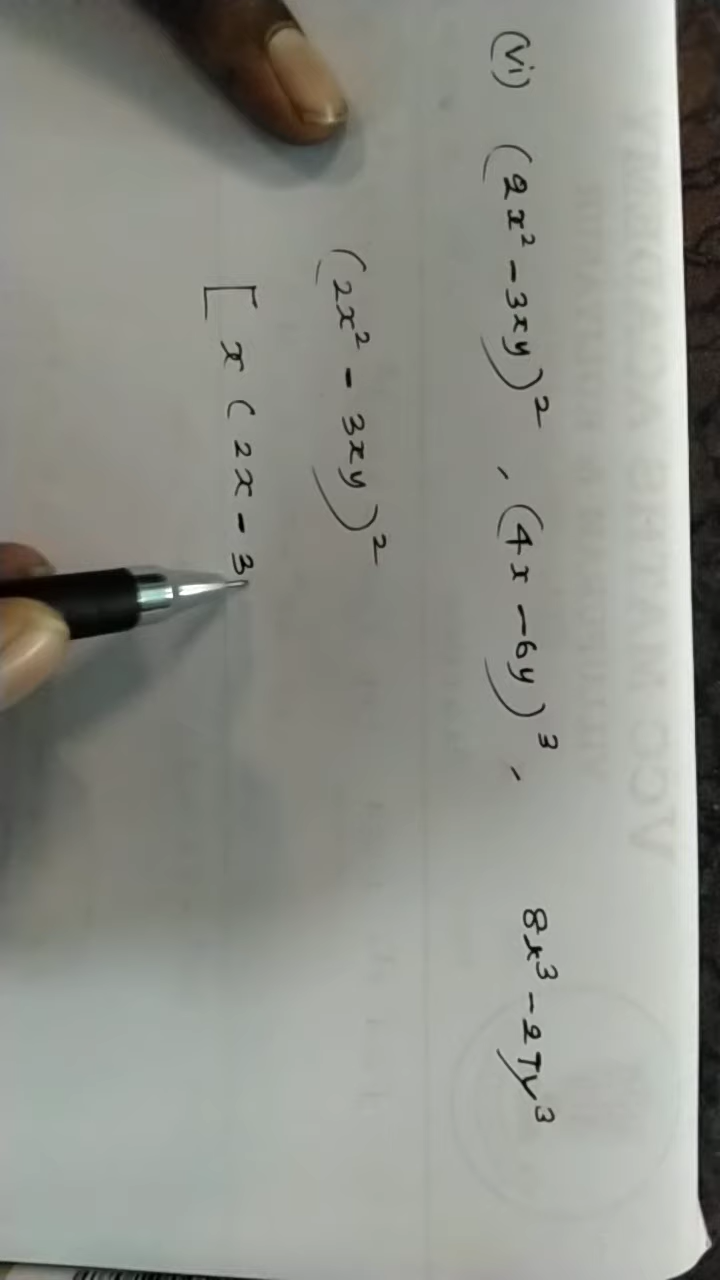 (vi) (2x² - 3xy)² , (4x - 6y)³ , 8x³ - 27y³
(2x² - 3xy)²
[ x ( 2x - 3